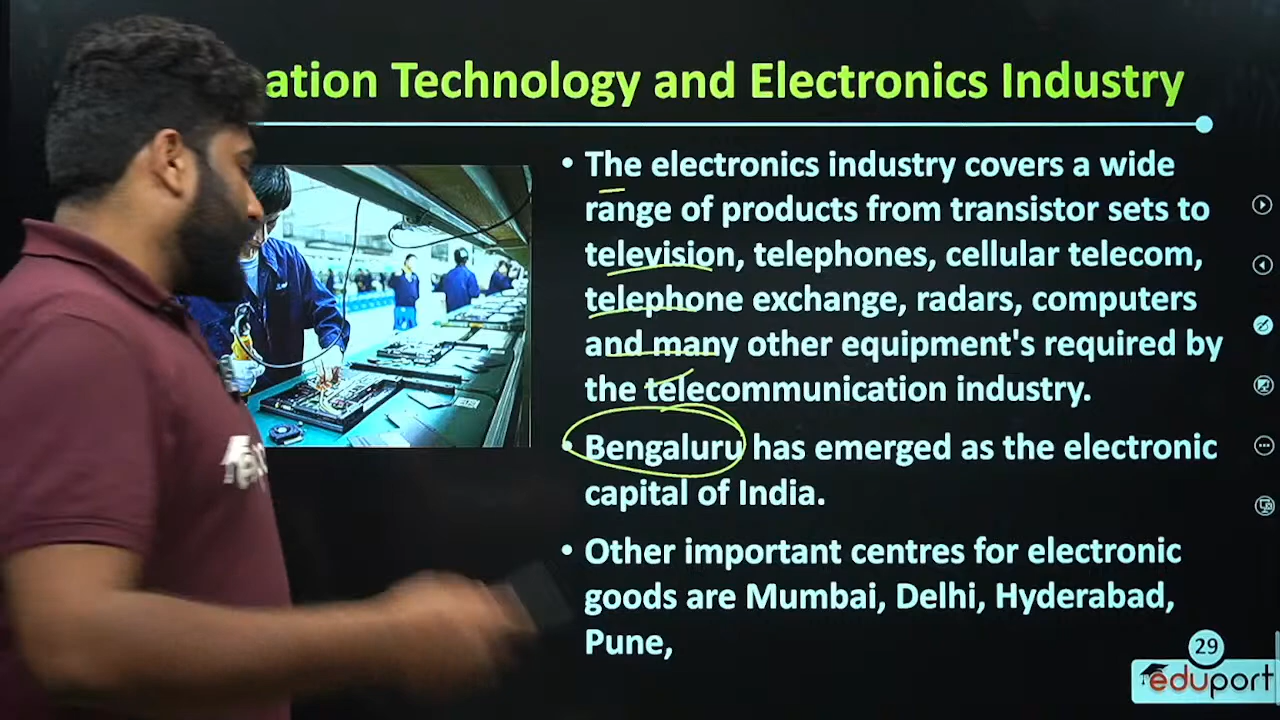 ation Technology and Electronics Industry
• The electronics industry covers a wide
range of products from transistor sets to
television, telephones, cellular telecom,
telephone exchange, radars, computers
and many other equipment's required by
the telecommunication industry.
• Bengaluru has emerged as the electronic
capital of India.
• Other important centres for electronic
goods are Mumbai, Delhi, Hyderabad,
Pune,
29
eduport